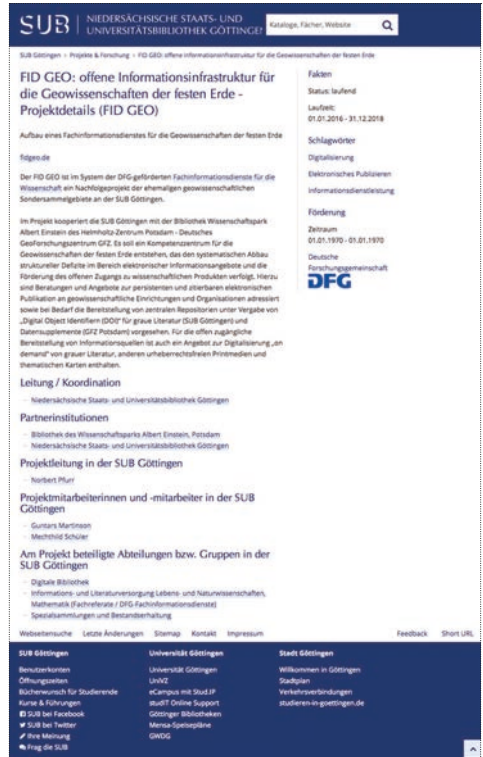 SUB
NIEDERSÄCHSISCHE STAATS- UND
UNIVERSITÄTSBIBLIOTHEK GÖTTINGE
Kataloge, Fächer, Website
SUB Göttingen > Projekte & Forschung > FID GEO: offene Informationsinfrastruktur für die Geowissenschaften der festen Erde
FID GEO: offene Informationsinfrastruktur für
die Geowissenschaften der festen Erde -
Projektdetails (FID GEO)
Aufbau eines Fachinformationsdienstes für die Geowissenschaften der festen Erde
fidgeo.de
Der FID GEO ist im System der DFG-geförderten Fachinformationsdienste für die
Wissenschaft ein Nachfolgeprojekt der ehemaligen geowissenschaftlichen
Sondersammelgebiete an der SUB Göttingen.
Im Projekt kooperiert die SUB Göttingen mit der Bibliothek Wissenschaftspark
Albert Einstein des Helmholtz-Zentrum Potsdam - Deutsches
GeoForschungszentrum GFZ. Es soll ein Kompetenzzentrum für die
Geowissenschaften der festen Erde entstehen, das den systematischen Abbau
struktureller Defizite im Bereich elektronischer Informationsangebote und die
Förderung des offenen Zugangs zu wissenschaftlichen Produkten verfolgt. Hierzu
sind Beratungen und Angebote zur persistenten und zitierbaren elektronischen
Publikation an geowissenschaftliche Einrichtungen und Organisationen adressiert
sowie bei Bedarf die Bereitstellung von zentralen Repositorien unter Vergabe von
„Digital Object Identifiern (DOI)" für graue Literatur (SUB Göttingen) und
Datensupplemente (GFZ Potsdam) vorgesehen. Für die offen zugängliche
Bereitstellung von Informationsquellen ist auch ein Angebot zur Digitalisierung „on
demand" von grauer Literatur, anderen urheberrechtsfreien Printmedien und
thematischen Karten enthalten.
Leitung / Koordination
Niedersächsische Staats- und Universitätsbibliothek Göttingen
Partnerinstitutionen
Bibliothek des Wissenschaftsparks Albert Einstein, Potsdam
Niedersächsische Staats- und Universitätsbibliothek Göttingen
Projektleitung in der SUB Göttingen
Norbert Pfurr
Projektmitarbeiterinnen und -mitarbeiter in der SUB
Göttingen
Guntars Martinson
Mechthild Schüler
Am Projekt beteiligte Abteilungen bzw. Gruppen in der
SUB Göttingen
Digitale Bibliothek
Informations- und Literaturversorgung Lebens- und Naturwissenschaften,
Mathematik (Fachreferate / DFG-Fachinformationsdienste)
Spezialsammlungen und Bestandserhaltung
Fakten
Status: laufend
Laufzeit:
01.01.2016 - 31.12.2018
Schlagwörter
Digitalisierung
Elektronisches Publizieren
Informationsdienstleistung
Förderung
Zeitraum
01.01.1970 - 01.01.1970
Deutsche
Forschungsgemeinschaft
DFG
Webseitensuche Letzte Änderungen Sitemap Kontakt Impressum Feedback Short URL
SUB Göttingen
Benutzerkonten
Öffnungszeiten
Bücherwunsch für Studierende
Kurse & Führungen
SUB bei Facebook
SUB bei Twitter
Ihre Meinung
Frag die SUB
Universität Göttingen
Universität Göttingen
UniVZ
eCampus mit Stud.IP
studIT Online Support
Göttinger Bibliotheken
Mensa-Speisepläne
GWDG
Stadt Göttingen
Willkommen in Göttingen
Stadtplan
Verkehrsverbindungen
studieren-in-goettingen.de